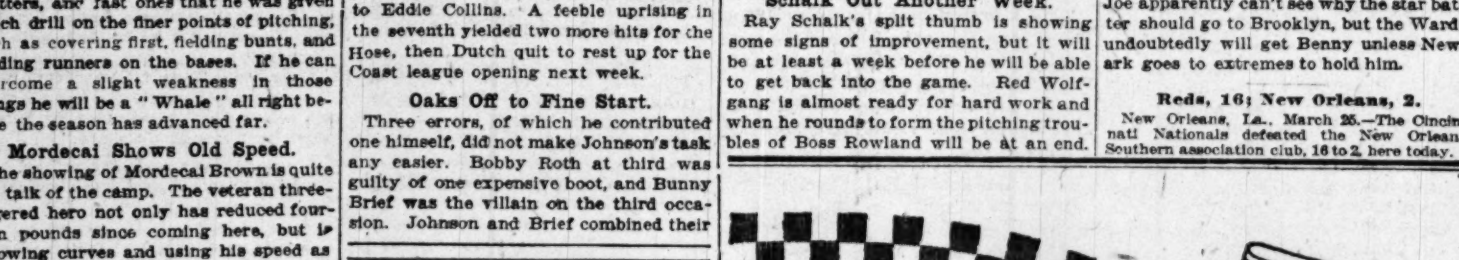 and fast ones that he was given
drill on the finer points of pitching,
as covering first, fielding bunts, and
runners on the bases. If he can
a slight weakness in those
he will be a "Whale" all right be-
the season has advanced far.
Mordecai Shows Old Speed.
showing of Mordecai Brown is quite
talk of the camp. The veteran three-
hero not only has reduced four-
pounds since coming here, but is
curves and using his speed as
to Eddie Collins. A feeble uprising in
the seventh yielded two more hits for the
Hose, then Dutch quit to rest up for the
Coast league opening next week.
Oaks Off to Fine Start.
Three errors, of which he contributed
one himself, did not make Johnson's task
any easier. Bobby Roth at third was
guilty of one expensive boot, and Bunny
Brief was the villain on the third occa-
sion. Johnson and Brief combined their
Schalk Out Another Week.
Ray Schalk's split thumb is showing
some signs of improvement, but it will
be at least a week before he will be able
to get back into the game. Red Wolf-
gang is almost ready for hard work and
when he rounds to form the pitching trou-
bles of Boss Rowland will be at an end.
Joe apparently can't see why the star bat
ter should go to Brooklyn, but the Ward
undoubtedly will get Benny unless New
ark goes to extremes to hold him.
Reds, 16; New Orleans, 2.
New Orleans, La., March 25.—The Cincin
nati Nationals defeated the New Orlean
Southern association club, 16 to 2, here today.